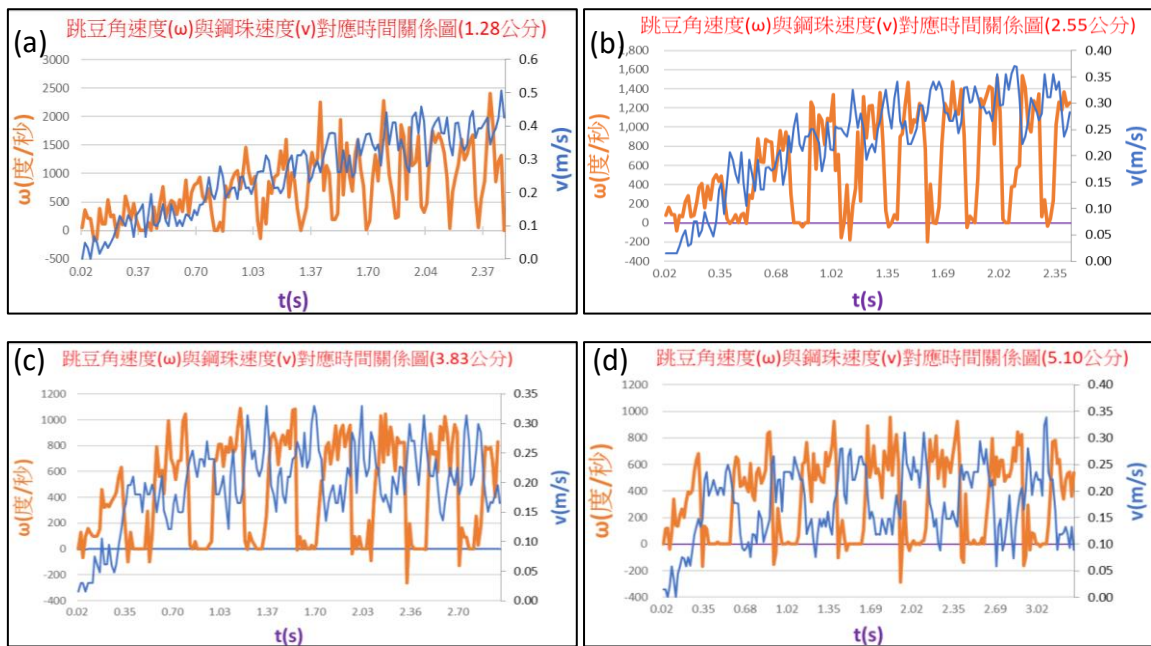 (a)
跳豆角速度(ω)與鋼珠速度(v)對應時間關係圖(1.28公分)
3000
2500
2000
1500
1000
500
0
-500
0.6
0.5
0.4
0.3
0.2
0.1
0.0
ω(度/秒)
v(m/s)
0.02 0.37 0.70 1.03 1.37 1.70 2.04 2.37
t(s)
(b)
跳豆角速度(ω)與鋼珠速度(v)對應時間關係圖(2.55公分)
1,800
1,600
1,400
1,200
1,000
800
600
400
200
0
-200
-400
0.40
0.35
0.30
0.25
0.20
0.15
0.10
0.05
0.00
ω(度/秒)
v(m/s)
0.02 0.35 0.68 1.02 1.35 1.69 2.02 2.35
t(s)
(c)
跳豆角速度(ω)與鋼珠速度(v)對應時間關係圖(3.83公分)
1200
1000
800
600
400
200
0
-200
-400
0.35
0.30
0.25
0.20
0.15
0.10
0.05
0.00
ω(度/秒)
v(m/s)
0.02 0.35 0.70 1.03 1.37 1.70 2.03 2.36 2.70
t(s)
(d)
跳豆角速度(ω)與鋼珠速度(v)對應時間關係圖(5.10公分)
1200
1000
800
600
400
200
0
-200
-400
0.40
0.35
0.30
0.25
0.20
0.15
0.10
0.05
0.00
ω(度/秒)
v(m/s)
0.02 0.35 0.68 1.02 1.35 1.69 2.02 2.35 2.69 3.02
t(s)